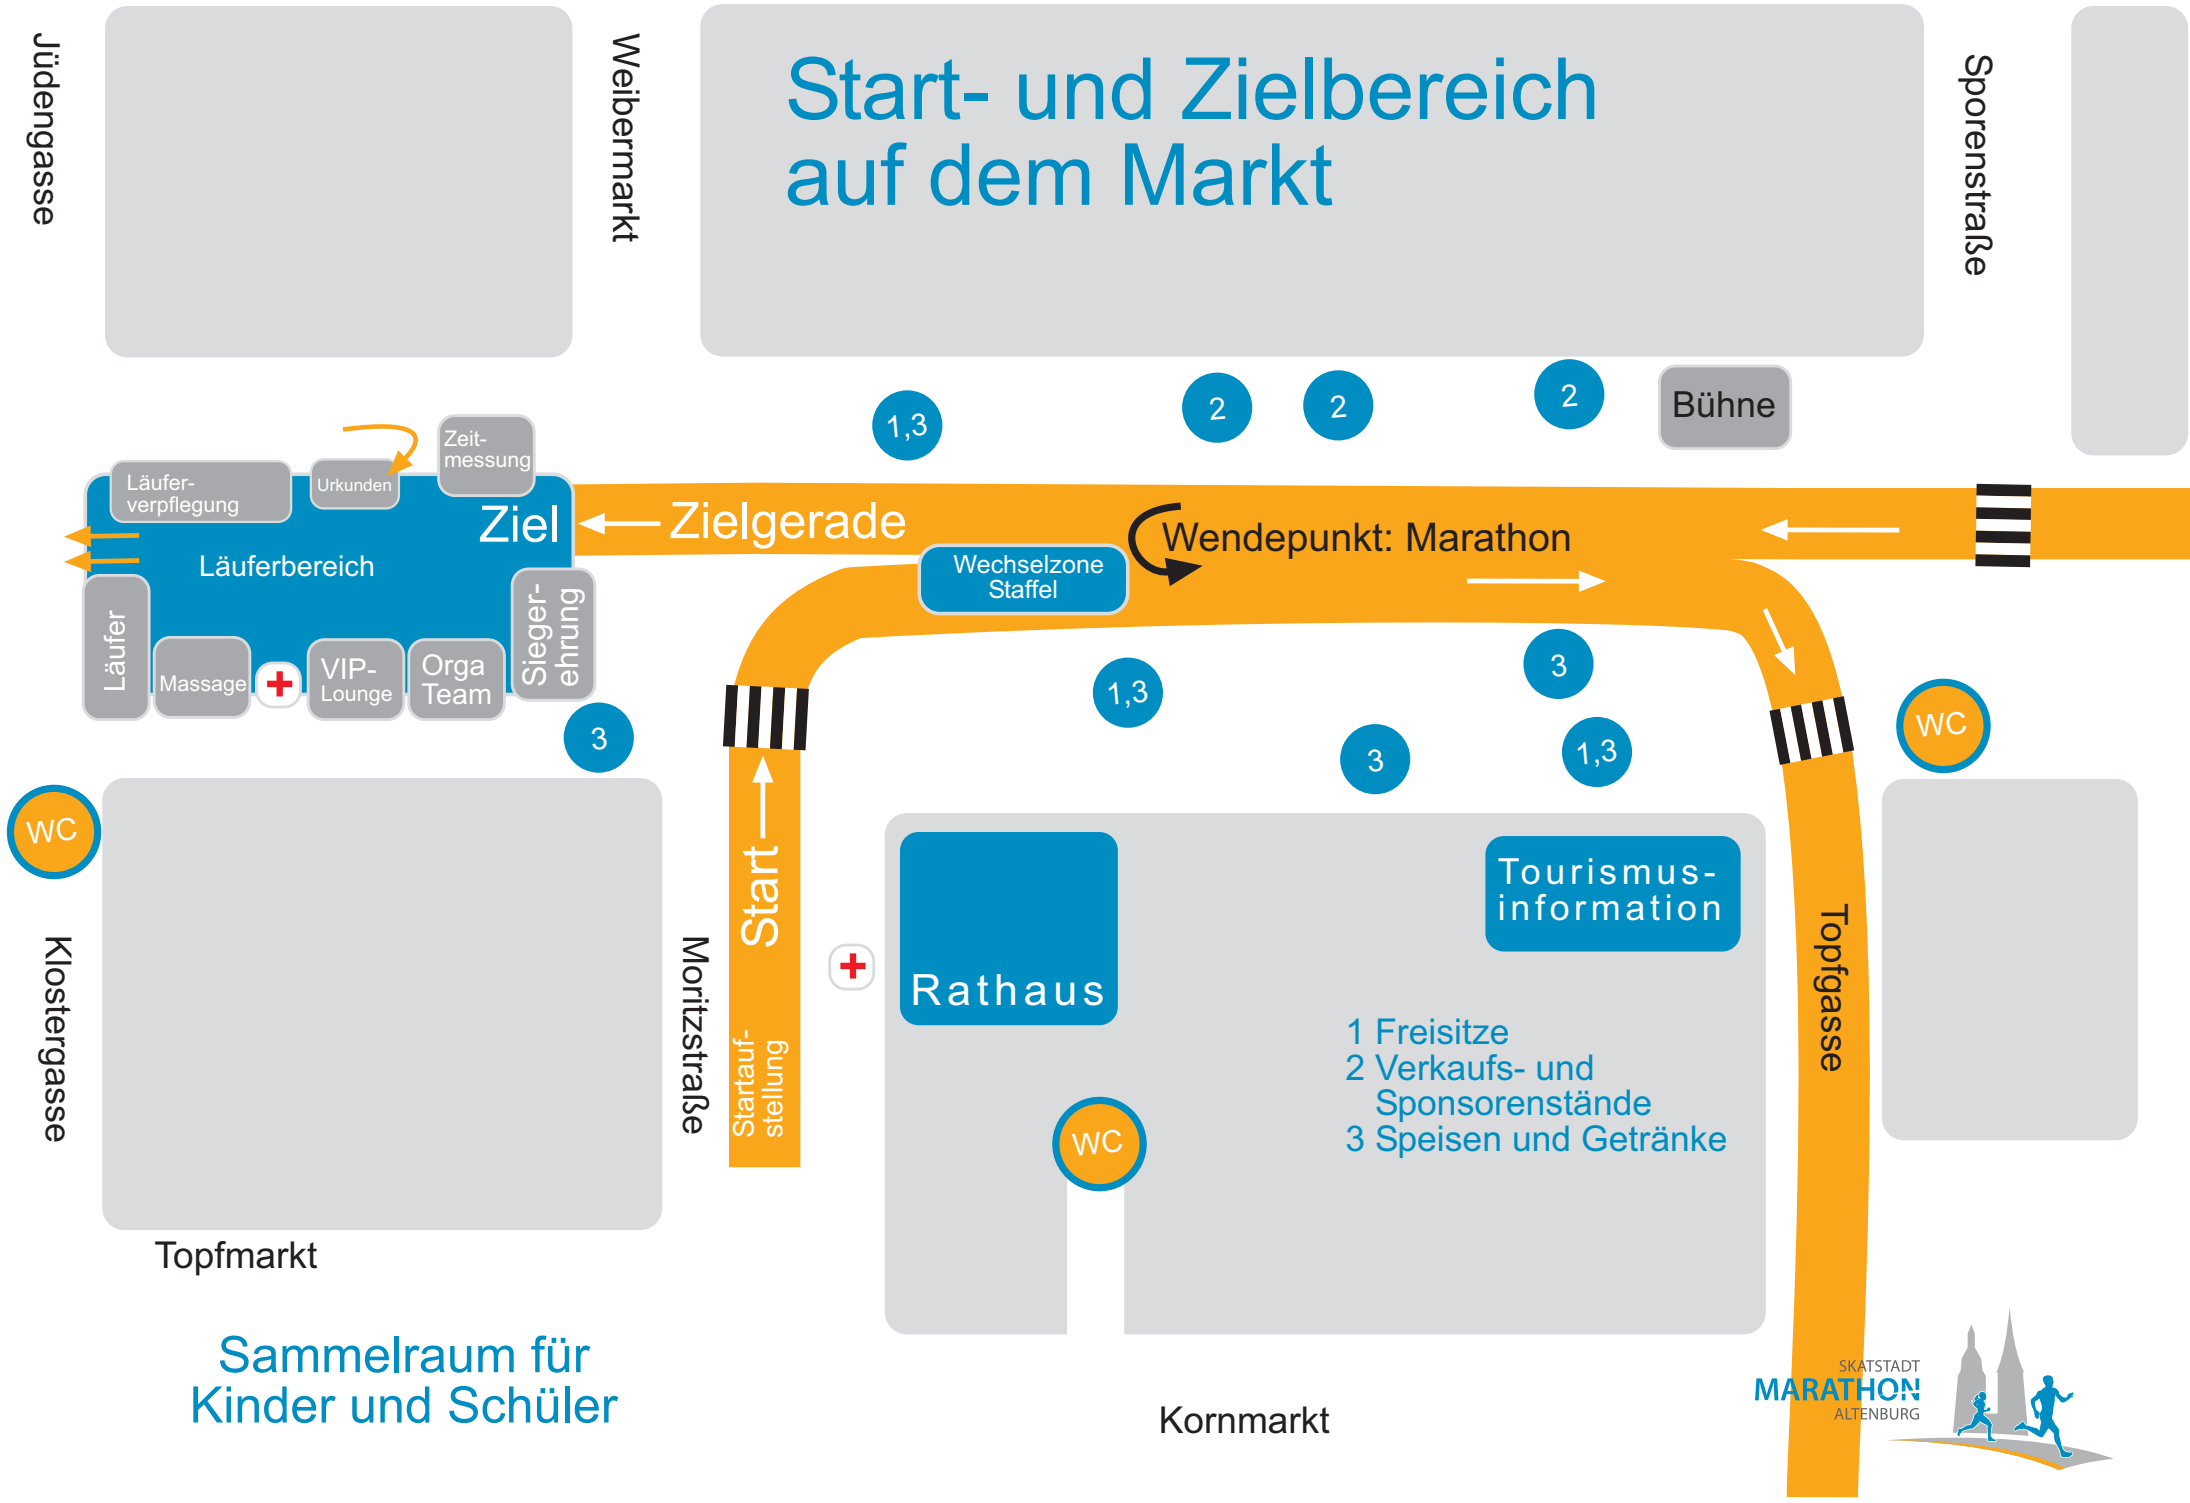 Jüdengasse
Weibermarkt
Start- und Zielbereich
auf dem Markt
Sporenstraße
1,3
2
2
2
Bühne
Zeit-
messung
Läufer-
verpflegung
Urkunden
Ziel
Zielgerade
Wendepunkt: Marathon
Läuferbereich
Wechselzone
Staffel
Läufer
Massage
VIP-
Lounge
Orga
Team
Sieger-
ehrung
3
1,3
3
3
1,3
WC
WC
Klostergasse
Moritzstraße
Start
Startauf-
stellung
Rathaus
Tourismus-
information
Topfgasse
1 Freisitze
2 Verkaufs- und
Sponsorenstände
3 Speisen und Getränke
WC
Topfmarkt
Sammelraum für
Kinder und Schüler
Kornmarkt
SKATSTADT
MARATHON
ALTENBURG